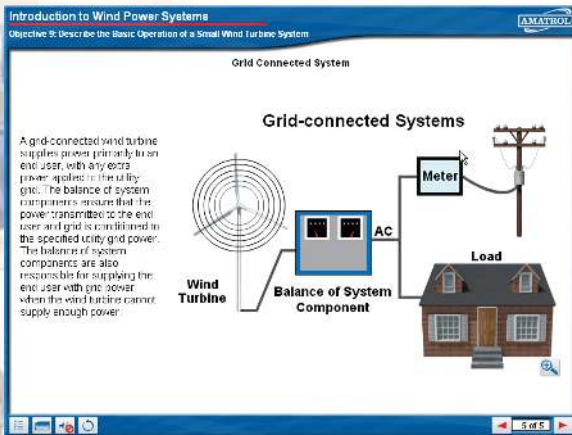 Introduction to Wind Power Systems
AMATROL
Objective 9: Describe the Basic Operation of a Small Wind Turbine System
Grid Connected System
Grid-connected Systems
A grid-connected wind turbine
supplies power primarily to an
end user, with any extra
power applied to the utility
grid. The balance of system
components ensure that the
power transmitted to the end
user and grid is conditioned to
the specified utility grid power.
The balance of system
components are also
responsible for supplying the
end user with grid power
when the wind turbine cannot
supply enough power.
Meter
AC
Load
Wind
Turbine
Balance of System
Component
5 of 5